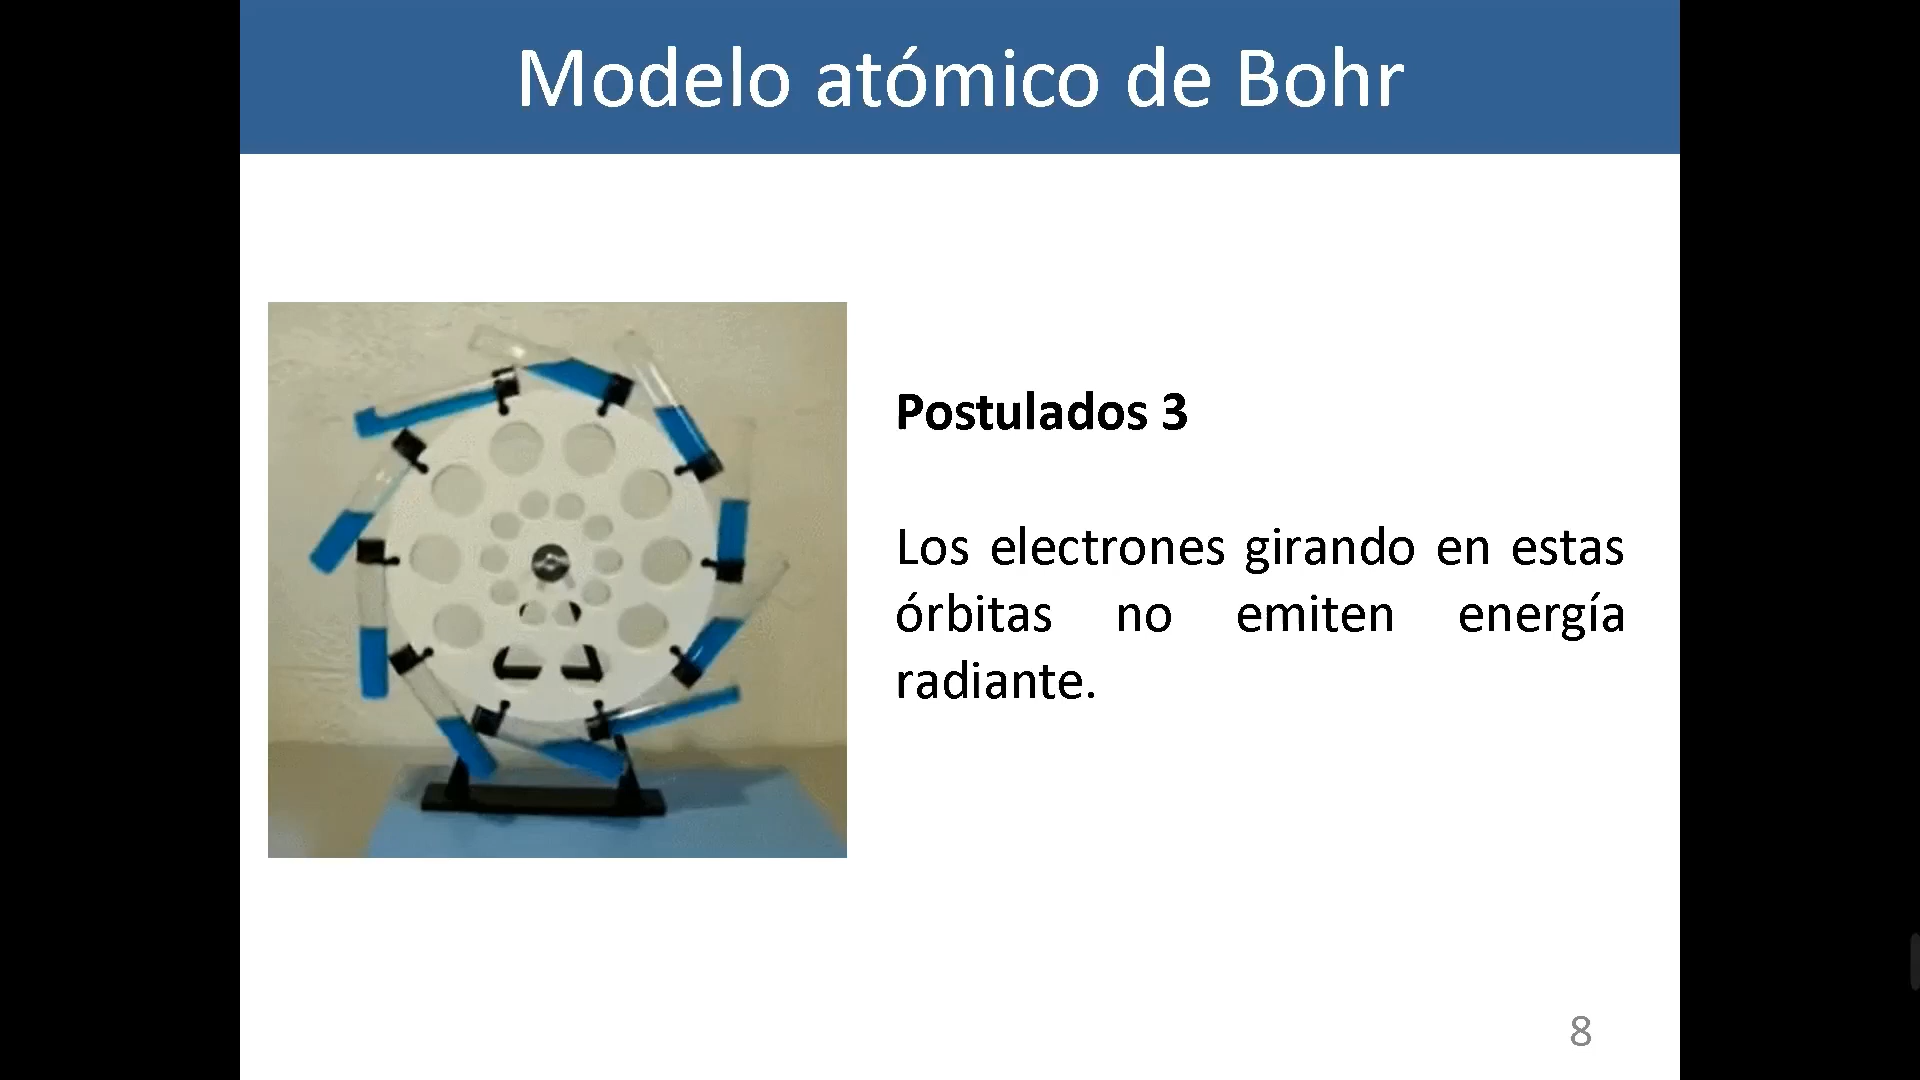 Modelo atómico de Bohr
Postulados 3
Los electrones girando en estas
órbitas no emiten energía
radiante.
8